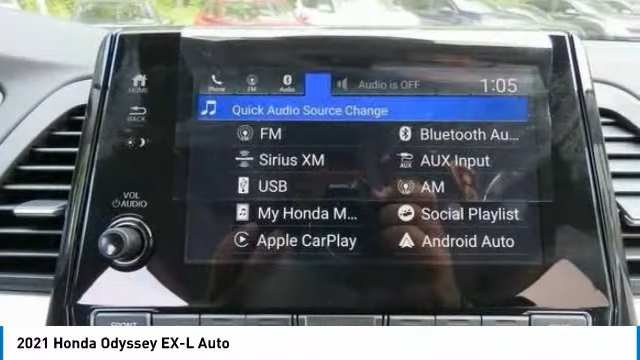 HOME
BACK
VOL
AUDIO
Phone
FM
Audio
Audio is OFF
1:05
Quick Audio Source Change
FM
Bluetooth Au...
Sirius XM
AUX
AUX Input
USB
AM
My Honda M...
Social Playlist
Apple CarPlay
Android Auto
FRONT
2021 Honda Odyssey EX-L Auto